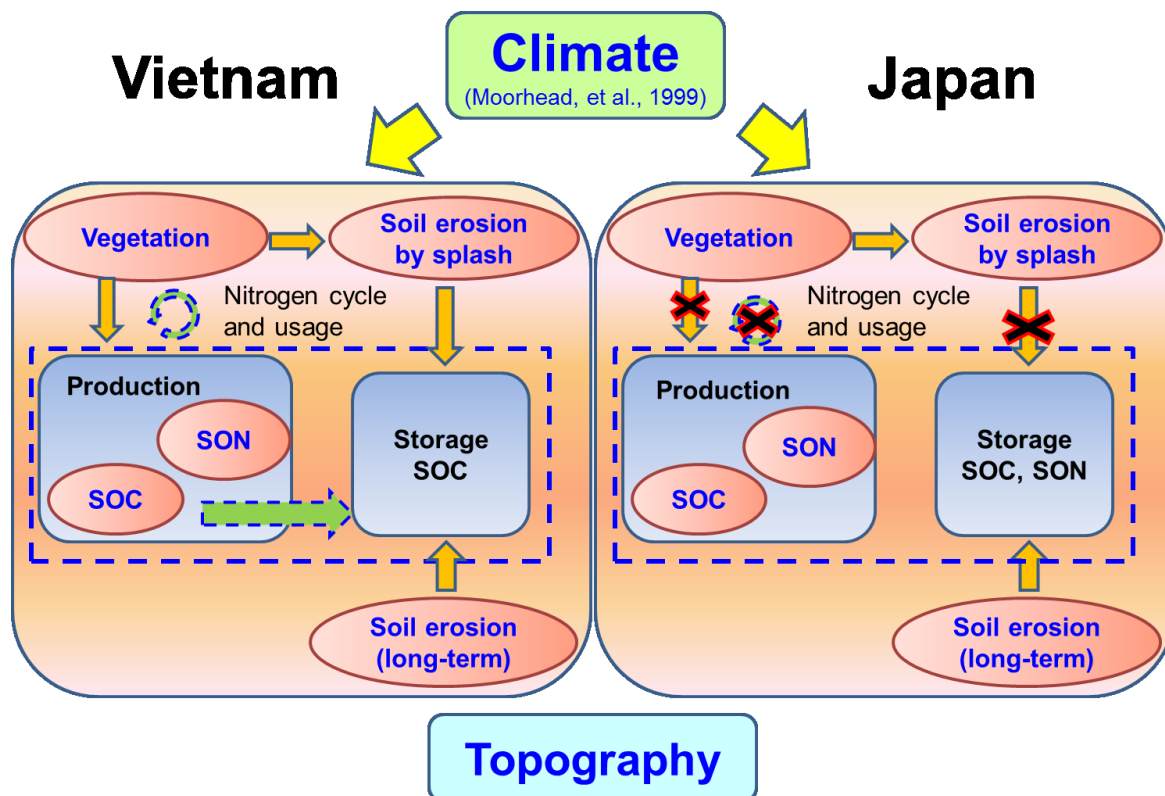 Vietnam
Climate
(Moorhead, et al., 1999)
Japan
Vegetation
Soil erosion
by splash
Nitrogen cycle
and usage
Production
SON
SOC
Storage
SOC
Soil erosion
(long-term)
Vegetation
Soil erosion
by splash
Nitrogen cycle
and usage
Production
SON
SOC
Storage
SOC, SON
Soil erosion
(long-term)
Topography